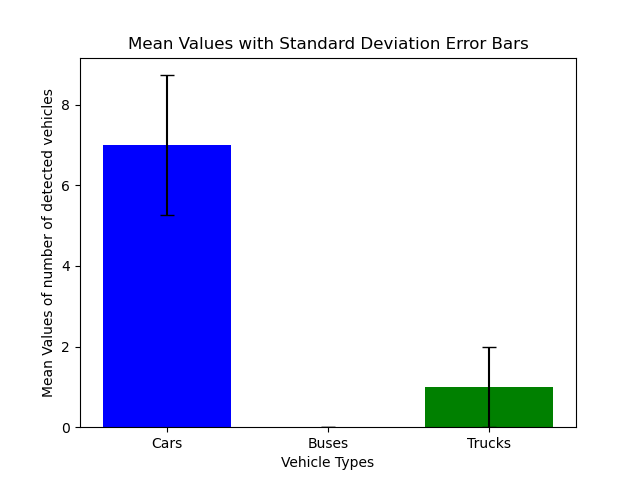 Mean Values with Standard Deviation Error Bars
Mean Values of number of detected vehicles
8
6
4
2
0
Cars Buses Trucks
Vehicle Types